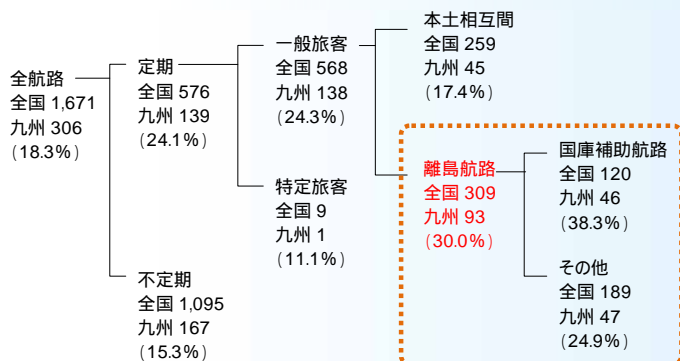 全航路
全国 1,671
九州 306
(18.3%)
定期
全国 576
九州 139
(24.1%)
不定期
全国 1,095
九州 167
(15.3%)
一般旅客
全国 568
九州 138
(24.3%)
特定旅客
全国 9
九州 1
(11.1%)
本土相互間
全国 259
九州 45
(17.4%)
離島航路
全国 309
九州 93
(30.0%)
国庫補助航路
全国 120
九州 46
(38.3%)
その他
全国 189
九州 47
(24.9%)